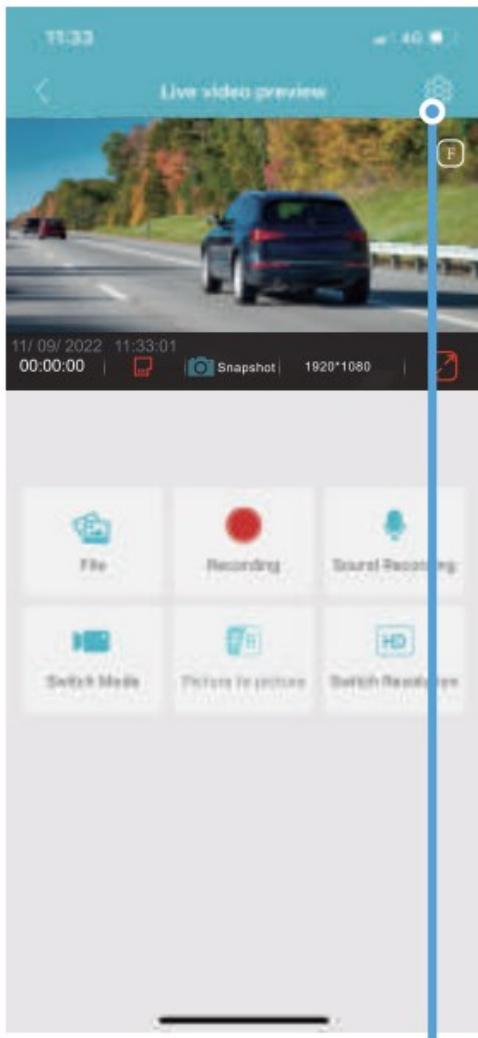 11:33 4G
Live video preview
F
11/ 09/ 2022 11:33:01
00:00:00 Snapshot 1920*1080
File Recording Sound Recording
Switch Mode Picture in picture Switch Resolution
HD